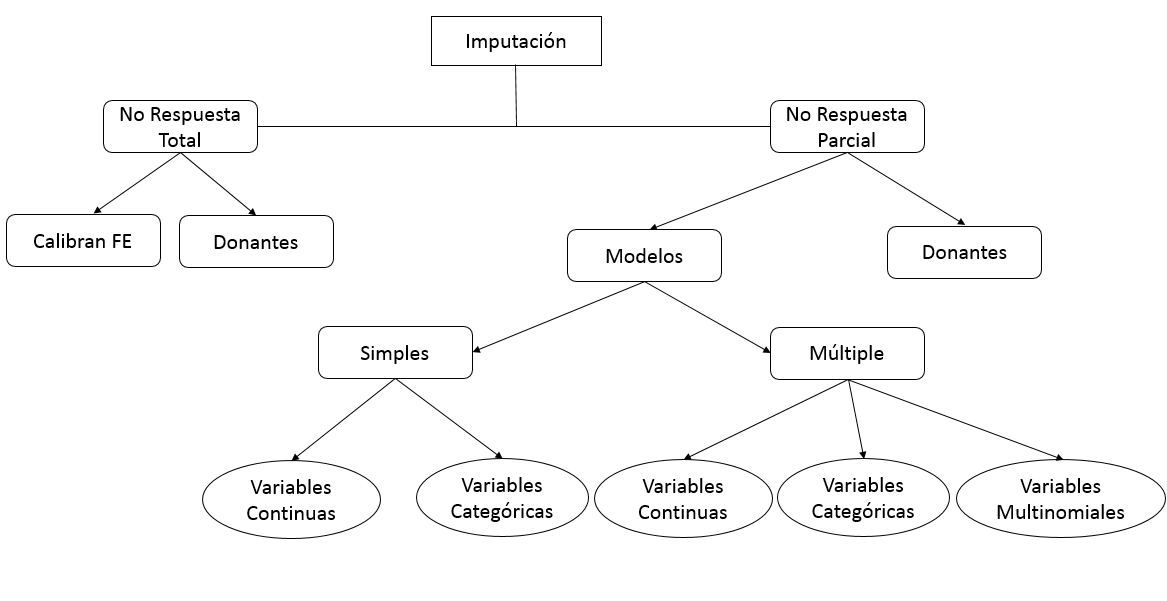 Imputación
No Respuesta
Total
No Respuesta
Parcial
Calibran FE
Donantes
Modelos
Donantes
Simples
Múltiple
Variables
Continuas
Variables
Categóricas
Variables
Continuas
Variables
Categóricas
Variables
Multinomiales